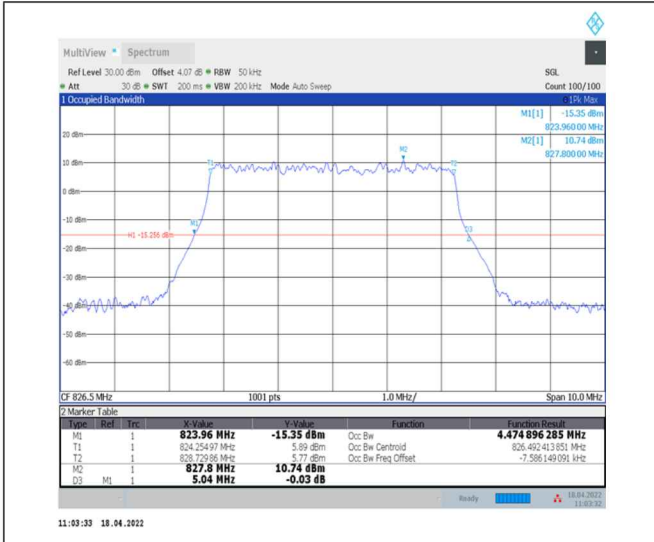 MultiView Spectrum
Ref Level 30.00 dBm Offset 4.07 dB RBW 50 kHz SGL
Att 30 dB SWT 200 ms VBW 200 kHz Mode Auto Sweep Count 100/100
1 Occupied Bandwidth 1Pk Max
M1[1] -15.35 dBm
823.960 00 MHz
20 dBm
M2[1] 10.74 dBm
827.800 00 MHz
M2
10 dBm
T1 T2
0 dBm
-10 dBm
M1
D3
H1 -15.256 dBm
-20 dBm
-30 dBm
-40 dBm
-50 dBm
-60 dBm
CF 826.5 MHz 1001 pts 1.0 MHz/ Span 10.0 MHz
2 Marker Table
Type Ref Trc X-Value Y-Value Function Function Result
M1 1 823.96 MHz -15.35 dBm Occ Bw 4.474 896 285 MHz
T1 1 824.254 97 MHz 5.89 dBm Occ Bw Centroid 826.492 413 851 MHz
T2 1 828.729 86 MHz 5.77 dBm Occ Bw Freq Offset -7.586 149 091 kHz
M2 1 827.8 MHz 10.74 dBm
D3 M1 1 5.04 MHz -0.03 dB
Ready 18.04.2022
11:03:32
11:03:33 18.04.2022